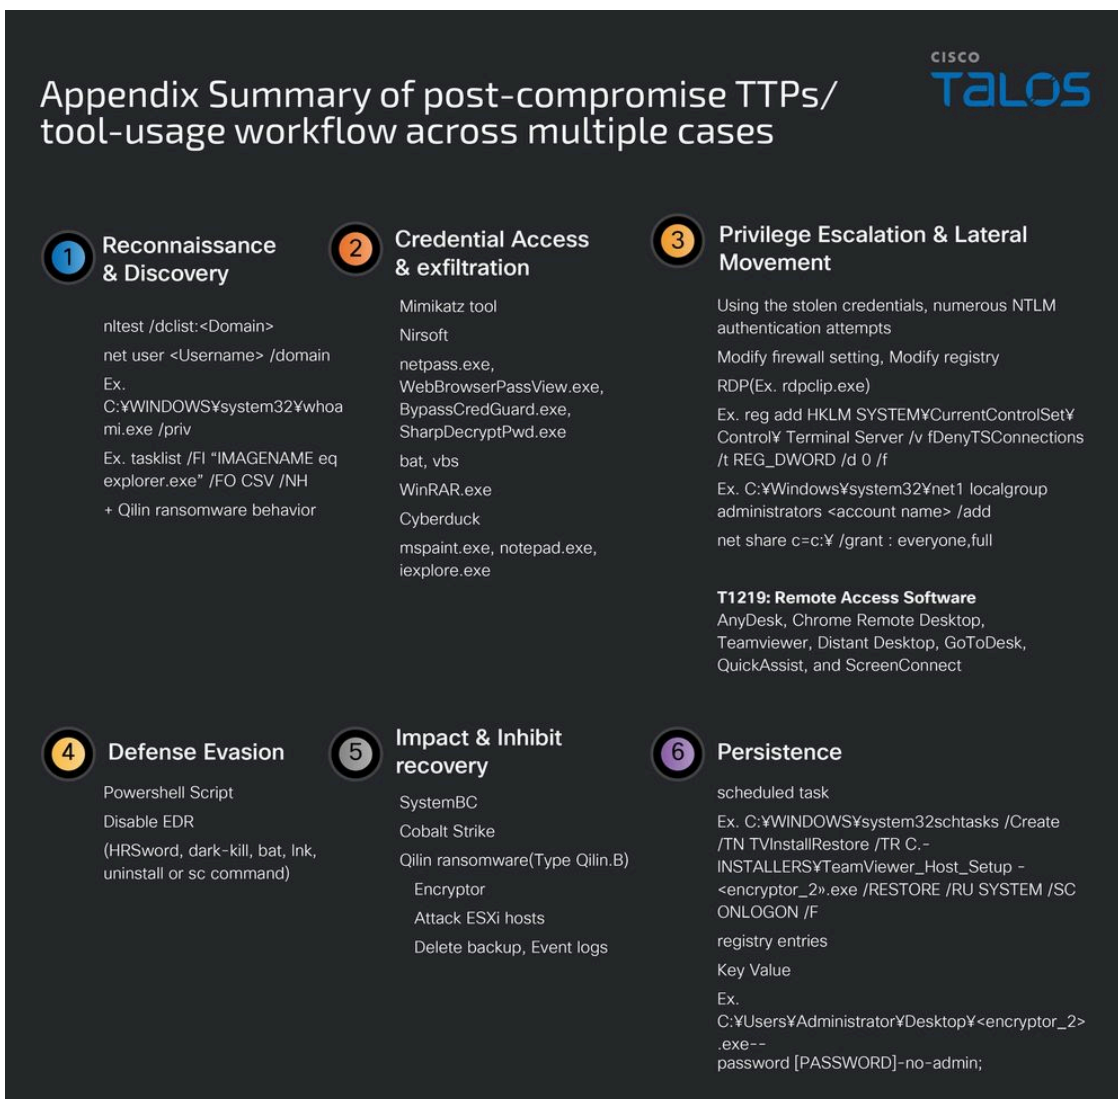 CISCO
TALOS
Appendix Summary of post-compromise TTPs/
tool-usage workflow across multiple cases
1
Reconnaissance
& Discovery
nltest /dclist:<Domain>
net user <Username> /domain
Ex.
C:¥WINDOWS¥system32¥whoa
mi.exe /priv
Ex. tasklist /FI “IMAGENAME eq
explorer.exe” /FO CSV /NH
+ Qilin ransomware behavior
2
Credential Access
& exfiltration
Mimikatz tool
Nirsoft
netpass.exe,
WebBrowserPassView.exe,
BypassCredGuard.exe,
SharpDecryptPwd.exe
bat, vbs
WinRAR.exe
Cyberduck
mspaint.exe, notepad.exe,
iexplore.exe
3
Privilege Escalation & Lateral
Movement
Using the stolen credentials, numerous NTLM
authentication attempts
Modify firewall setting, Modify registry
RDP(Ex. rdpclip.exe)
Ex. reg add HKLM SYSTEM¥CurrentControlSet¥
Control¥ Terminal Server /v fDenyTSConnections
/t REG_DWORD /d 0 /f
Ex. C:¥Windows¥system32¥net1 localgroup
administrators <account name> /add
net share c=c:¥ /grant : everyone,full
T1219: Remote Access Software
AnyDesk, Chrome Remote Desktop,
Teamviewer, Distant Desktop, GoToDesk,
QuickAssist, and ScreenConnect
4
Defense Evasion
Powershell Script
Disable EDR
(HRSword, dark-kill, bat, lnk,
uninstall or sc command)
5
Impact & Inhibit
recovery
SystemBC
Cobalt Strike
Qilin ransomware(Type Qilin.B)
Encryptor
Attack ESXi hosts
Delete backup, Event logs
6
Persistence
scheduled task
Ex. C:¥WINDOWS¥system32schtasks /Create
/TN TVInstallRestore /TR C.-
INSTALLERS¥TeamViewer_Host_Setup -
<encryptor_2».exe /RESTORE /RU SYSTEM /SC
ONLOGON /F
registry entries
Key Value
Ex.
C:¥Users¥Administrator¥Desktop¥<encryptor_2>
.exe--
password [PASSWORD]-no-admin;